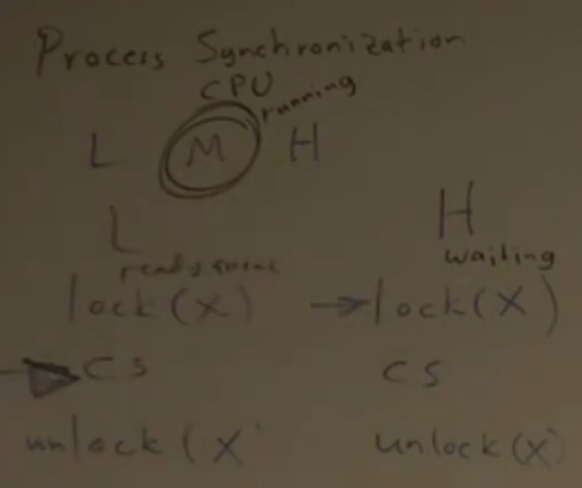 Process Synchronization
CPU
running
L M H
L H
ready queue waiting
lock(x) lock(x)
CS CS
unlock(x unlock(x)